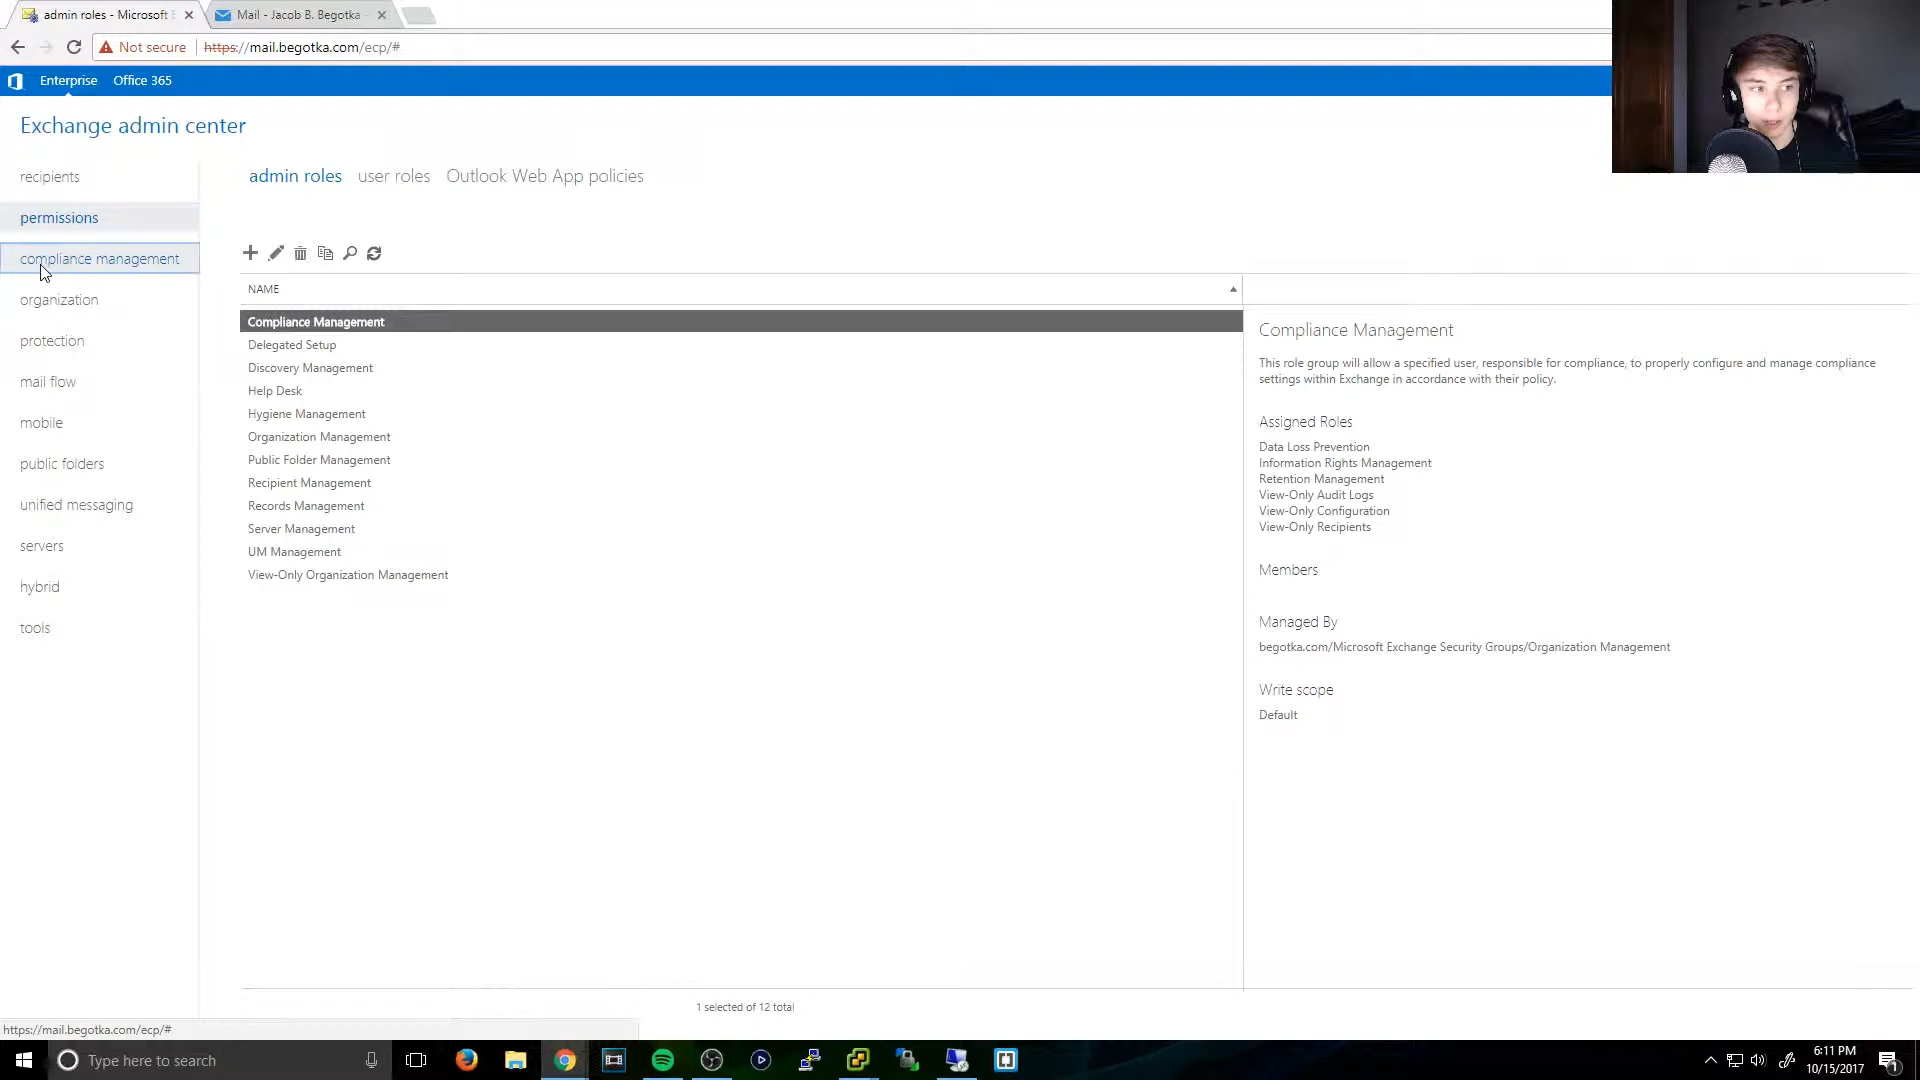 admin roles - Microsoft E
Mail - Jacob B. Begotka
Not secure
https://mail.begotka.com/ecp/#
Enterprise
Office 365
Exchange admin center
recipients
permissions
compliance management
organization
protection
mail flow
mobile
public folders
unified messaging
servers
hybrid
tools
admin roles
user roles
Outlook Web App policies
NAME
Compliance Management
Delegated Setup
Discovery Management
Help Desk
Hygiene Management
Organization Management
Public Folder Management
Recipient Management
Records Management
Server Management
UM Management
View-Only Organization Management
1 selected of 12 total
Compliance Management
This role group will allow a specified user, responsible for compliance, to properly configure and manage compliance
settings within Exchange in accordance with their policy.
Assigned Roles
Data Loss Prevention
Information Rights Management
Retention Management
View-Only Audit Logs
View-Only Configuration
View-Only Recipients
Members
Managed By
begotka.com/Microsoft Exchange Security Groups/Organization Management
Write scope
Default
https://mail.begotka.com/ecp/#
Type here to search
6:11 PM
10/15/2017
1